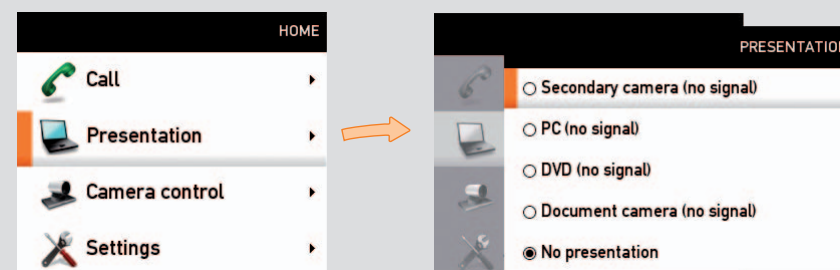 HOME
Call
Presentation
Camera control
Settings
PRESENTATION
Secondary camera (no signal)
PC (no signal)
DVD (no signal)
Document camera (no signal)
No presentation